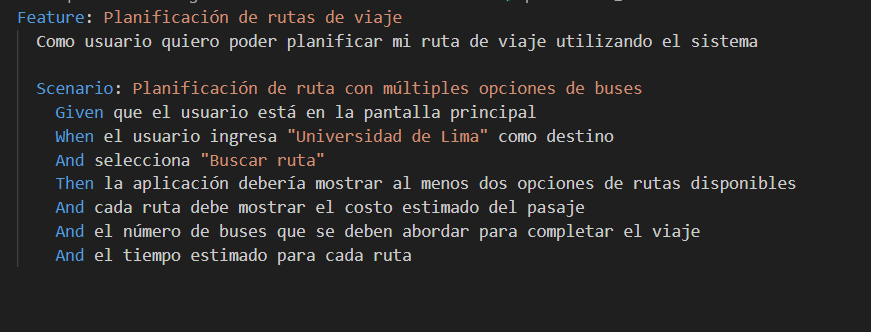 Feature: Planificación de rutas de viaje
Como usuario quiero poder planificar mi ruta de viaje utilizando el sistema
Scenario: Planificación de ruta con múltiples opciones de buses
Given que el usuario está en la pantalla principal
When el usuario ingresa "Universidad de Lima" como destino
And selecciona "Buscar ruta"
Then la aplicación debería mostrar al menos dos opciones de rutas disponibles
And cada ruta debe mostrar el costo estimado del pasaje
And el número de buses que se deben abordar para completar el viaje
And el tiempo estimado para cada ruta